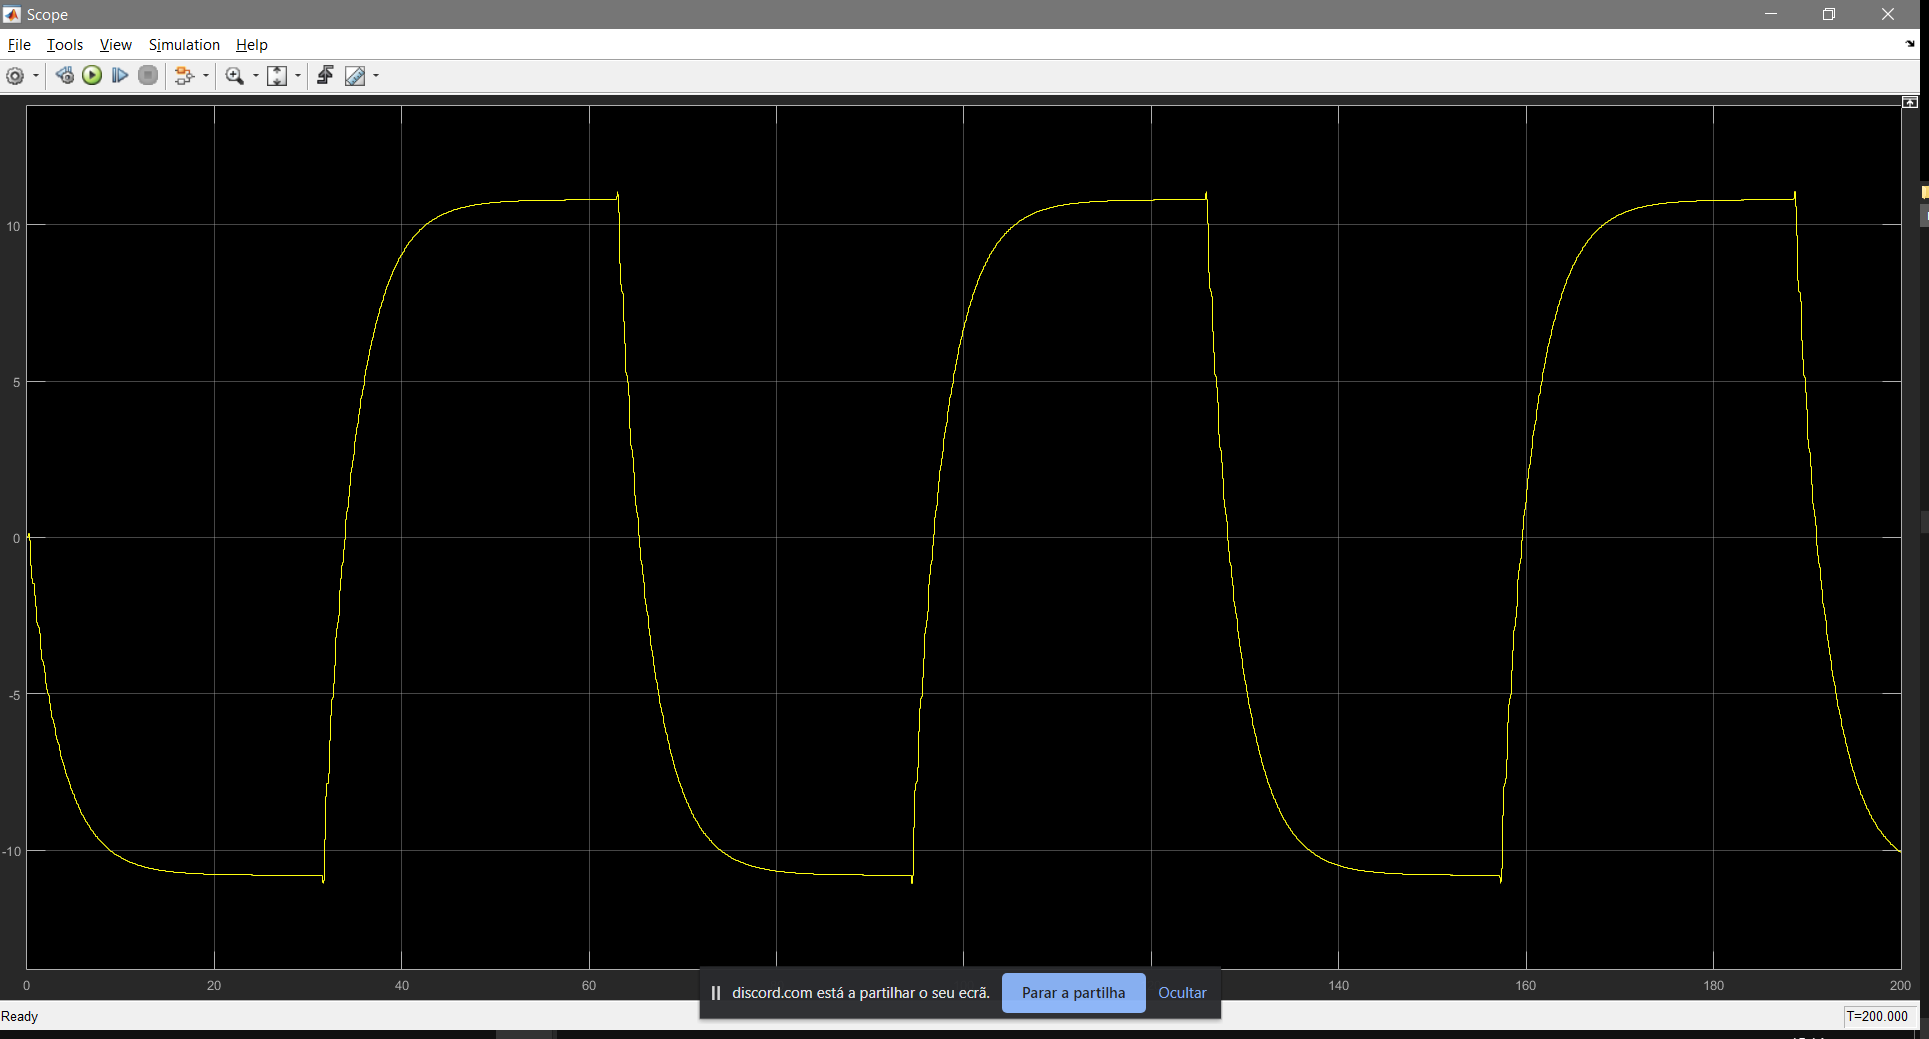 Scope
File Tools View Simulation Help
10
5
0
-5
-10
0 20 40 60 140 160 180 200
discord.com está a partilhar o seu ecrã. Parar a partilha Ocultar
Ready T=200.000